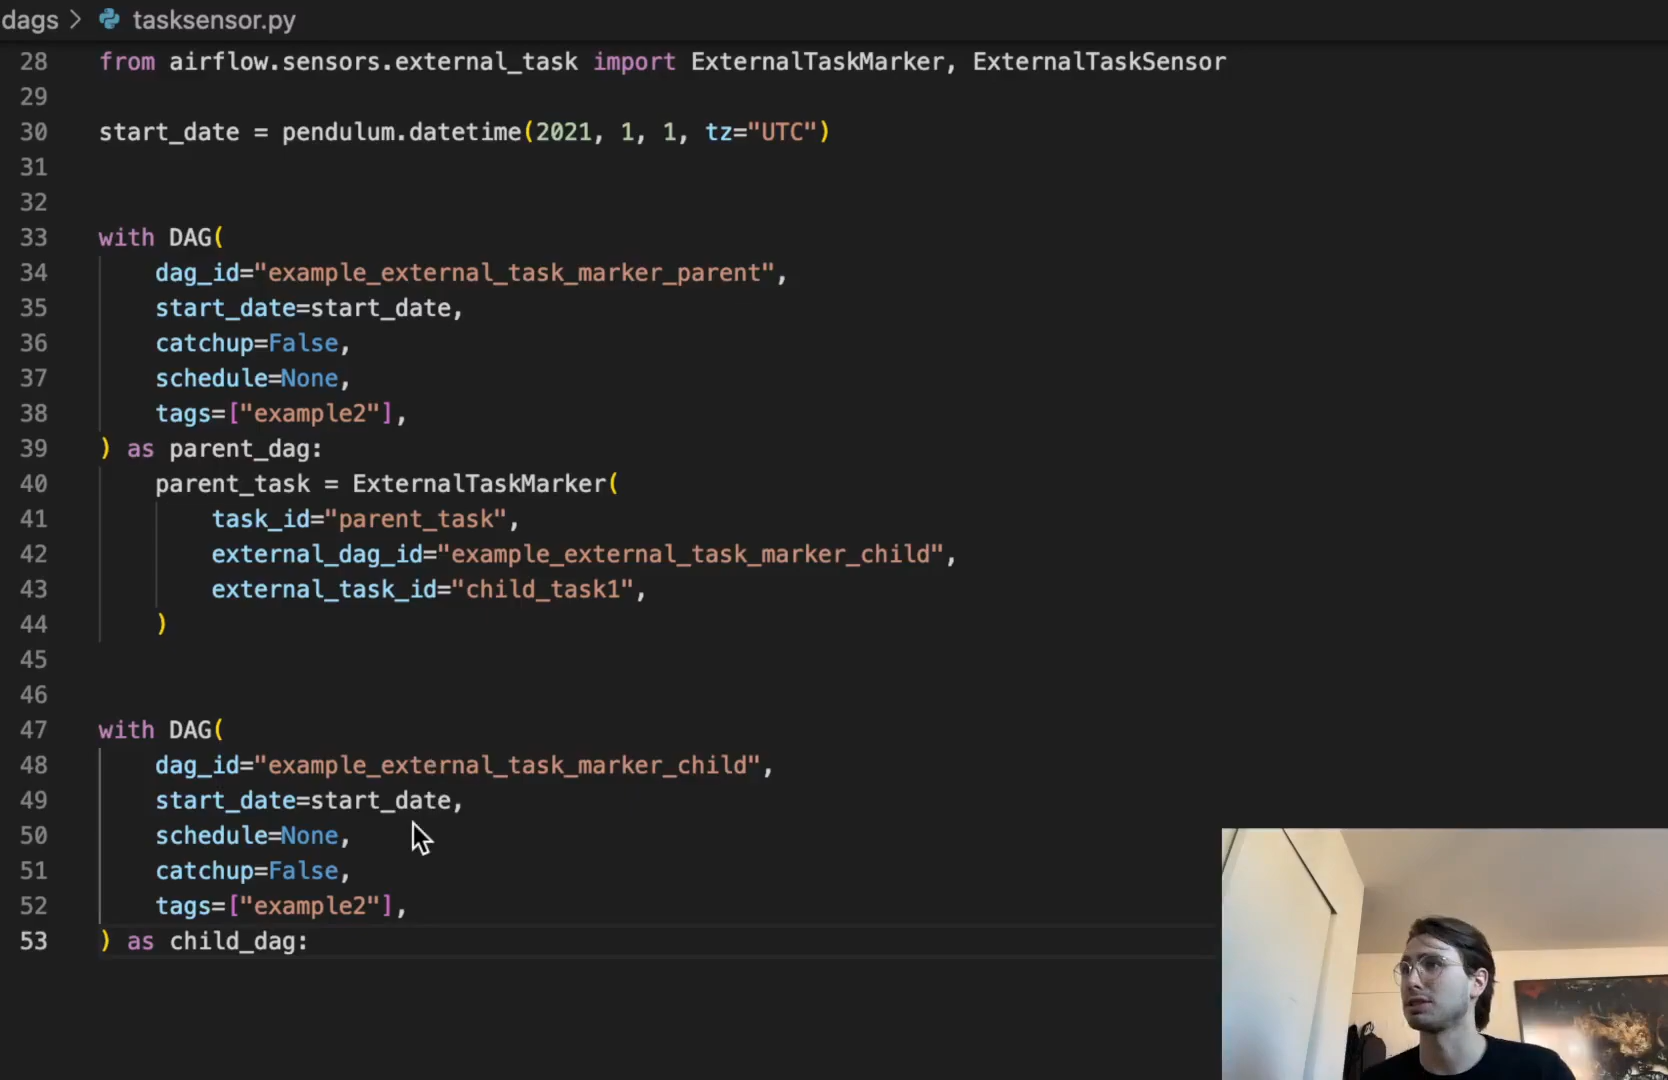 dags > tasksensor.py
28 from airflow.sensors.external_task import ExternalTaskMarker, ExternalTaskSensor
29
30 start_date = pendulum.datetime(2021, 1, 1, tz="UTC")
31
32
33 with DAG(
34     dag_id="example_external_task_marker_parent",
35     start_date=start_date,
36     catchup=False,
37     schedule=None,
38     tags=["example2"],
39 ) as parent_dag:
40     parent_task = ExternalTaskMarker(
41         task_id="parent_task",
42         external_dag_id="example_external_task_marker_child",
43         external_task_id="child_task1",
44     )
45
46
47 with DAG(
48     dag_id="example_external_task_marker_child",
49     start_date=start_date,
50     schedule=None,
51     catchup=False,
52     tags=["example2"],
53 ) as child_dag: